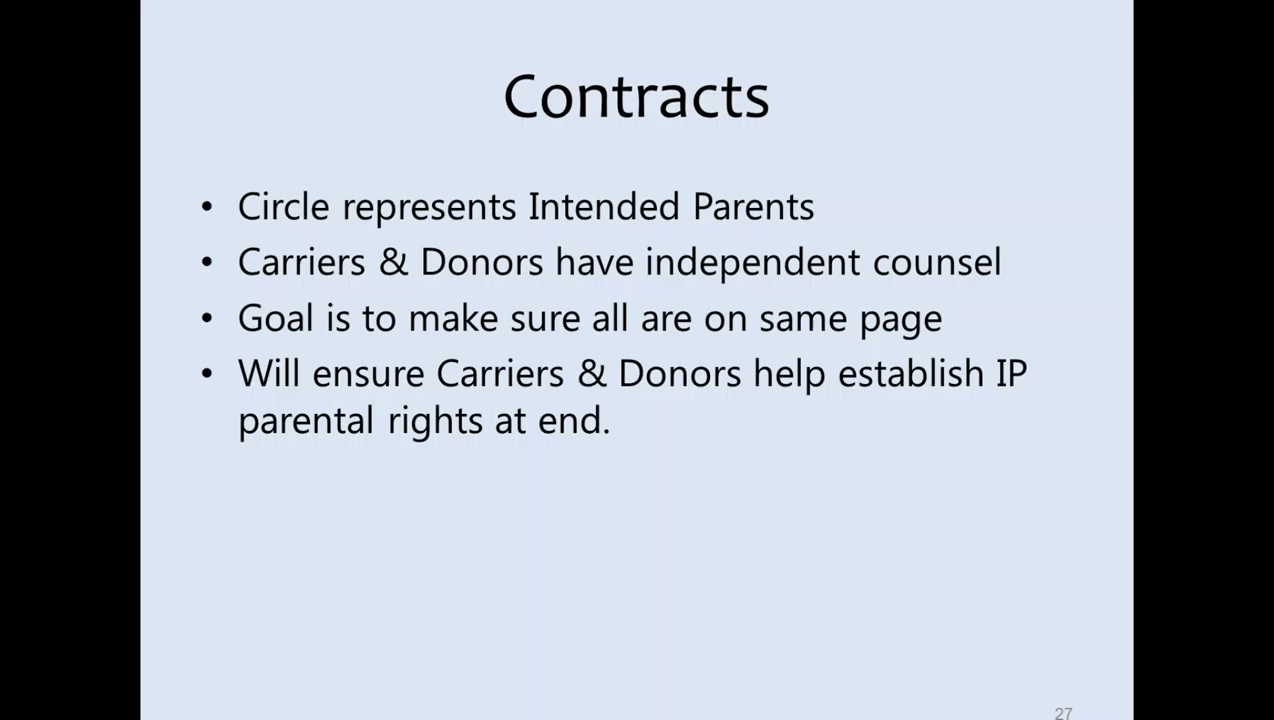 Contracts
• Circle represents Intended Parents
• Carriers & Donors have independent counsel
• Goal is to make sure all are on same page
• Will ensure Carriers & Donors help establish IP
parental rights at end.
27